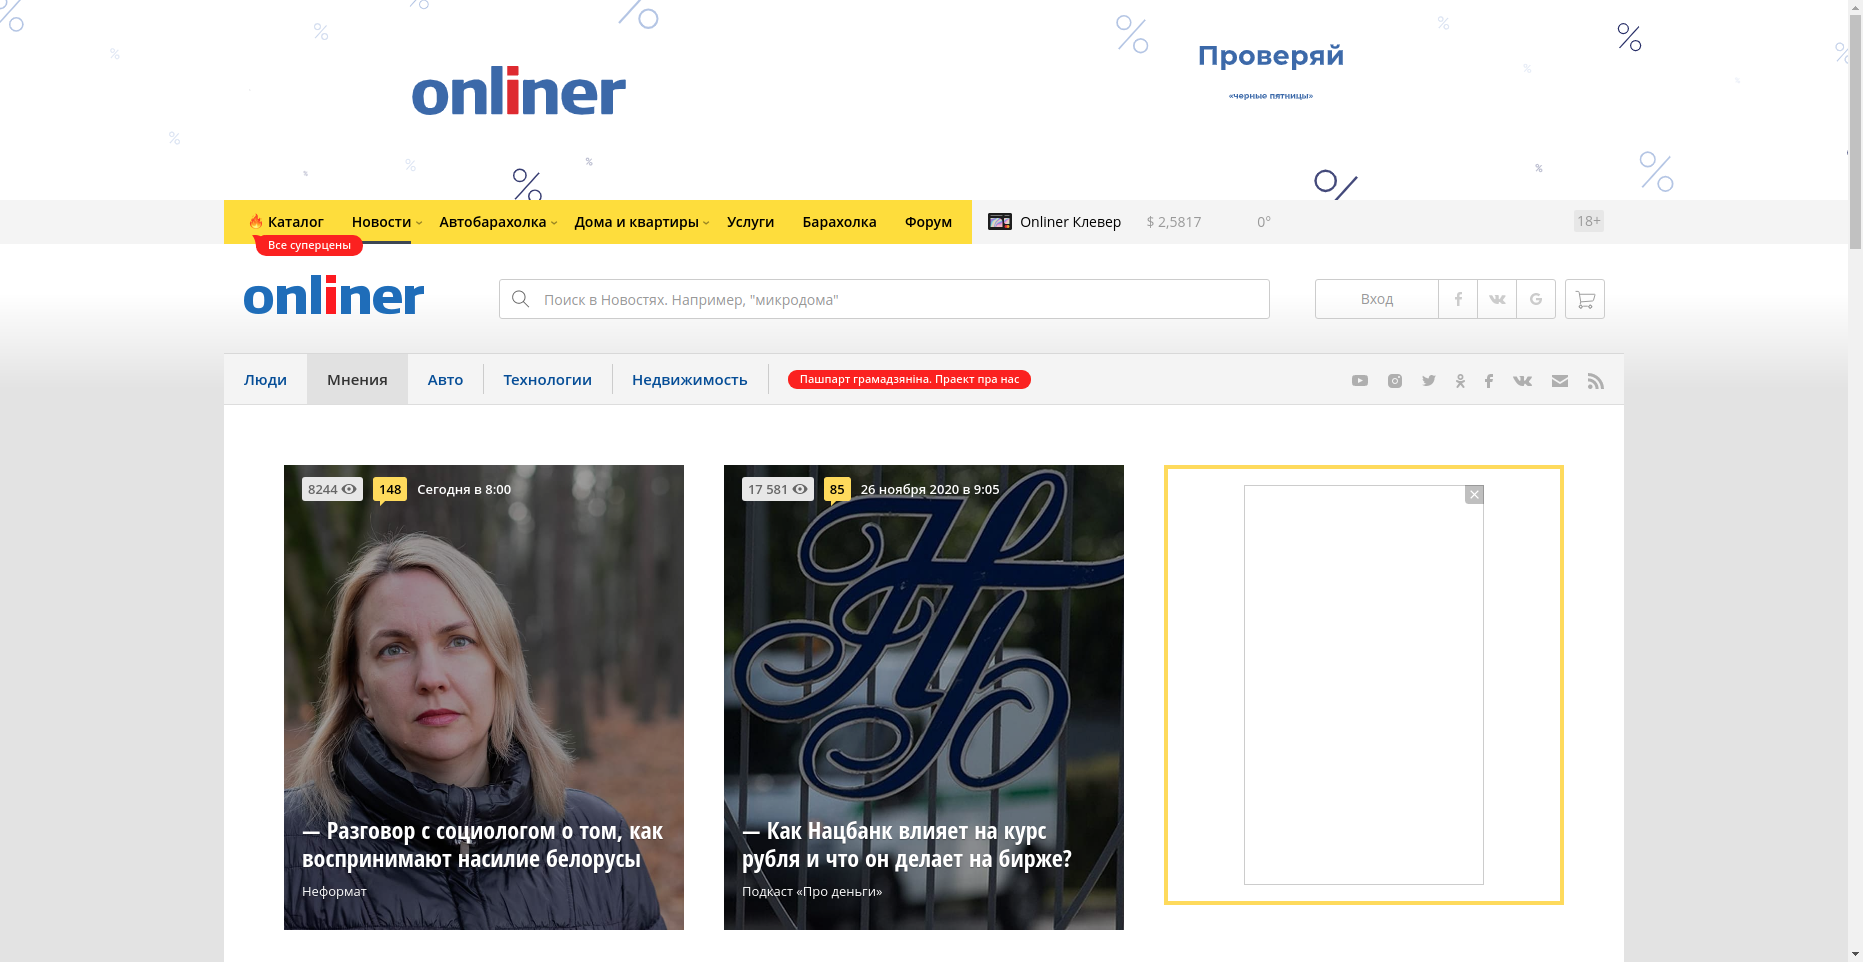 onliner
Проверяй
«черные пятницы»
Каталог Новости Автобарахолка Дома и квартиры Услуги Барахолка Форум Onliner Клевер $ 2,5817 0° 18+
Все суперцены
onliner
Поиск в Новостях. Например, "микродома"
Вход
Люди Мнения Авто Технологии Недвижимость Пашпарт грамадзяніна. Праект пра нас
8244 148 Сегодня в 8:00
— Разговор с социологом о том, как
воспринимают насилие белорусы
Неформат
17 581 85 26 ноября 2020 в 9:05
— Как Нацбанк влияет на курс
рубля и что он делает на бирже?
Подкаст «Про деньги»